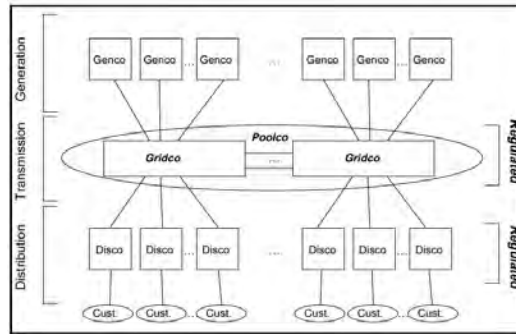 Generation
Genco Genco ... Genco ... Genco Genco ... Genco
Transmission
Poolco
Gridco ... Gridco
Regulated
Distribution
Disco Disco ... Disco ... Disco Disco ... Disco
Regulated
Cust. Cust. ... Cust. Cust. Cust. ... Cust.